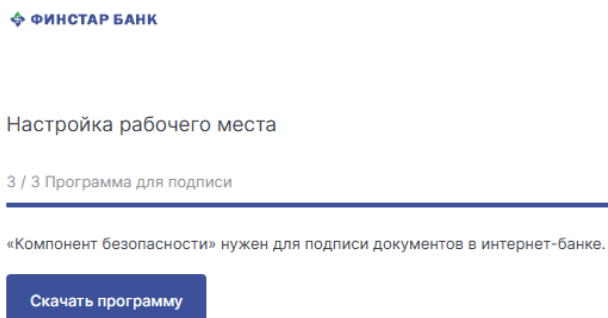 ФИНСТАР БАНК
Настройка рабочего места
3 / 3 Программа для подписи
«Компонент безопасности» нужен для подписи документов в интернет-банке.
Скачать программу